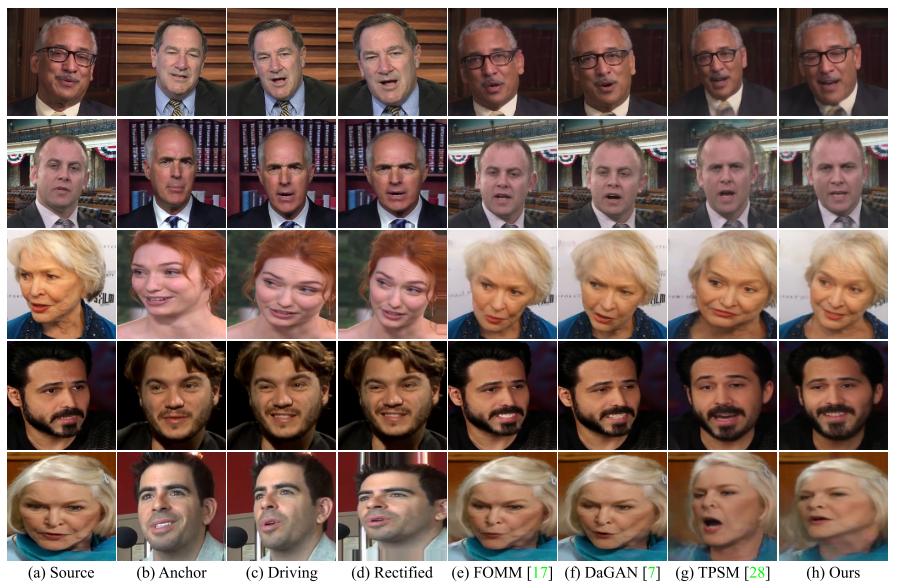 (a) Source (b) Anchor (c) Driving (d) Rectified (e) FOMM [17] (f) DaGAN [7] (g) TPSM [28] (h) Ours